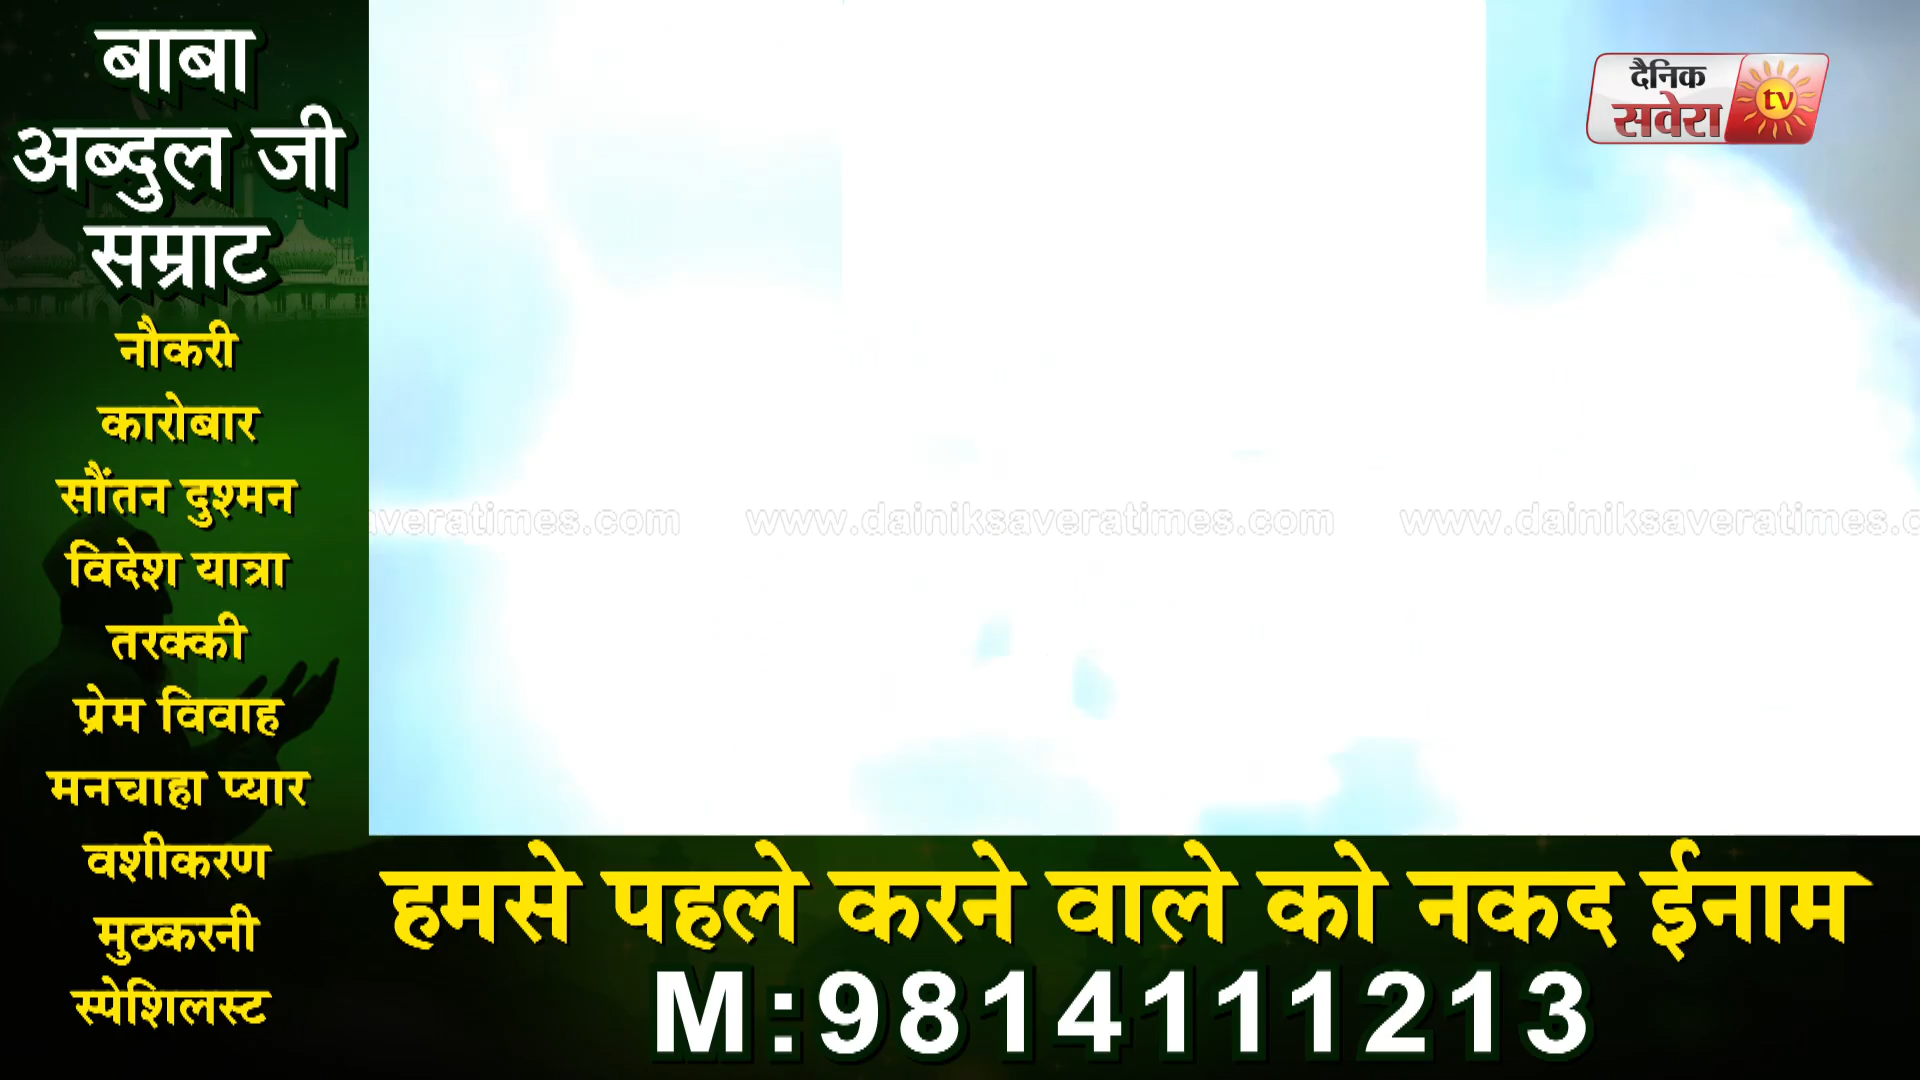 बाबा
अब्दुल जी
सम्राट
नौकरी
कारोबार
सौंतन दुश्मन
विदेश यात्रा
तरक्की
प्रेम विवाह
मनचाहा प्यार
वशीकरण
मुठकरनी
स्पेशिलस्ट
दैनिक
सवेरा tv
averatimes.com www.dainiksaveratimes.com www.dainiksaveratimes.c
हमसे पहले करने वाले को नकद ईनाम
M:9814111213